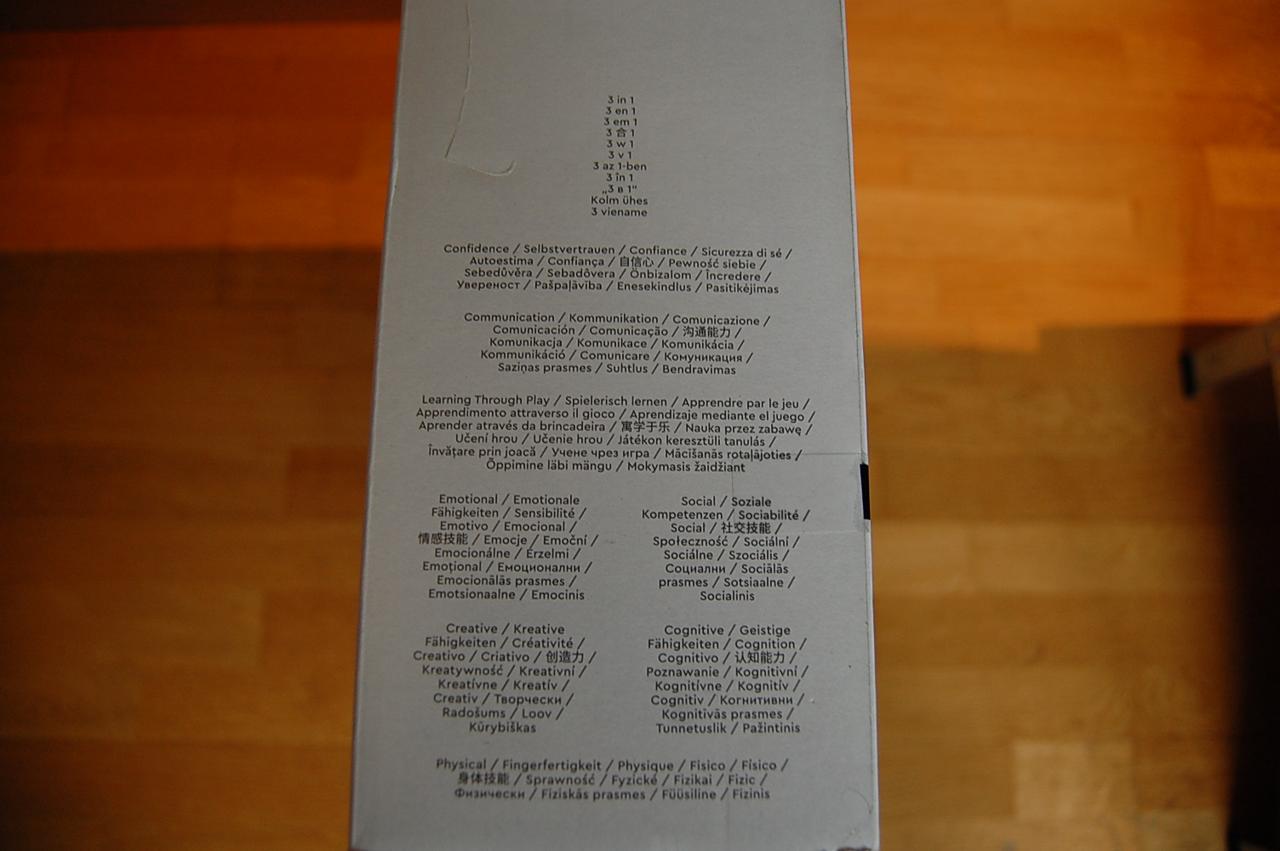 3 in 1
3 en 1
3 em 1
3 合 1
3 w 1
3 v 1
3 az 1-ben
3 în 1
„3 в 1“
Kolm ühes
3 viename
Confidence / Selbstvertrauen / Confiance / Sicurezza di sé /
Autoestima / Confiança / 自信心 / Pewność siebie /
Sebedůvěra / Sebadôvera / Önbizalom / Încredere /
Увереност / Pašpaļāvība / Enesekindlus / Pasitikėjimas
Communication / Kommunikation / Comunicazione /
Comunicación / Comunicação / 沟通能力 /
Komunikacja / Komunikace / Komunikácia /
Kommunikáció / Comunicare / Комуникация /
Saziņas prasmes / Suhtlus / Bendravimas
Learning Through Play / Spielerisch lernen / Apprendre par le jeu /
Apprendimento attraverso il gioco / Aprendizaje mediante el juego /
Aprender através da brincadeira / 寓学于乐 / Nauka przez zabawę /
Učení hrou / Učenie hrou / Játékon keresztüli tanulás /
Învățare prin joacă / Учене чрез игра / Mācīšanās rotaļājoties /
Õppimine läbi mängu / Mokymasis žaidžiant
Emotional / Emotionale
Fähigkeiten / Sensibilité /
Emotivo / Emocional /
情感技能 / Emocje / Emoční /
Emocionálne / Érzelmi /
Emoțional / Емоционални /
Emocionālās prasmes /
Emotsionaalne / Emocinis
Social / Soziale
Kompetenzen / Sociabilité /
Social / 社交技能 /
Społeczność / Sociální /
Sociálne / Szociális /
Социални / Sociālās
prasmes / Sotsiaalne /
Socialinis
Creative / Kreative
Fähigkeiten / Créativité /
Creativo / Criativo / 创造力 /
Kreatywność / Kreativní /
Kreatívne / Kreatív /
Creativ / Творчески /
Radošums / Loov /
Kūrybiškas
Cognitive / Geistige
Fähigkeiten / Cognition /
Cognitivo / 认知能力 /
Poznawanie / Kognitivní /
Kognitívne / Kognitív /
Cognitiv / Когнитивни /
Kognitivās prasmes /
Tunnetuslik / Pažintinis
Physical / Fingerfertigkeit / Physique / Fisico / Físico /
身体技能 / Sprawność / Fyzické / Fizikai / Fizic /
Физически / Fiziskās prasmes / Füüsiline / Fizinis